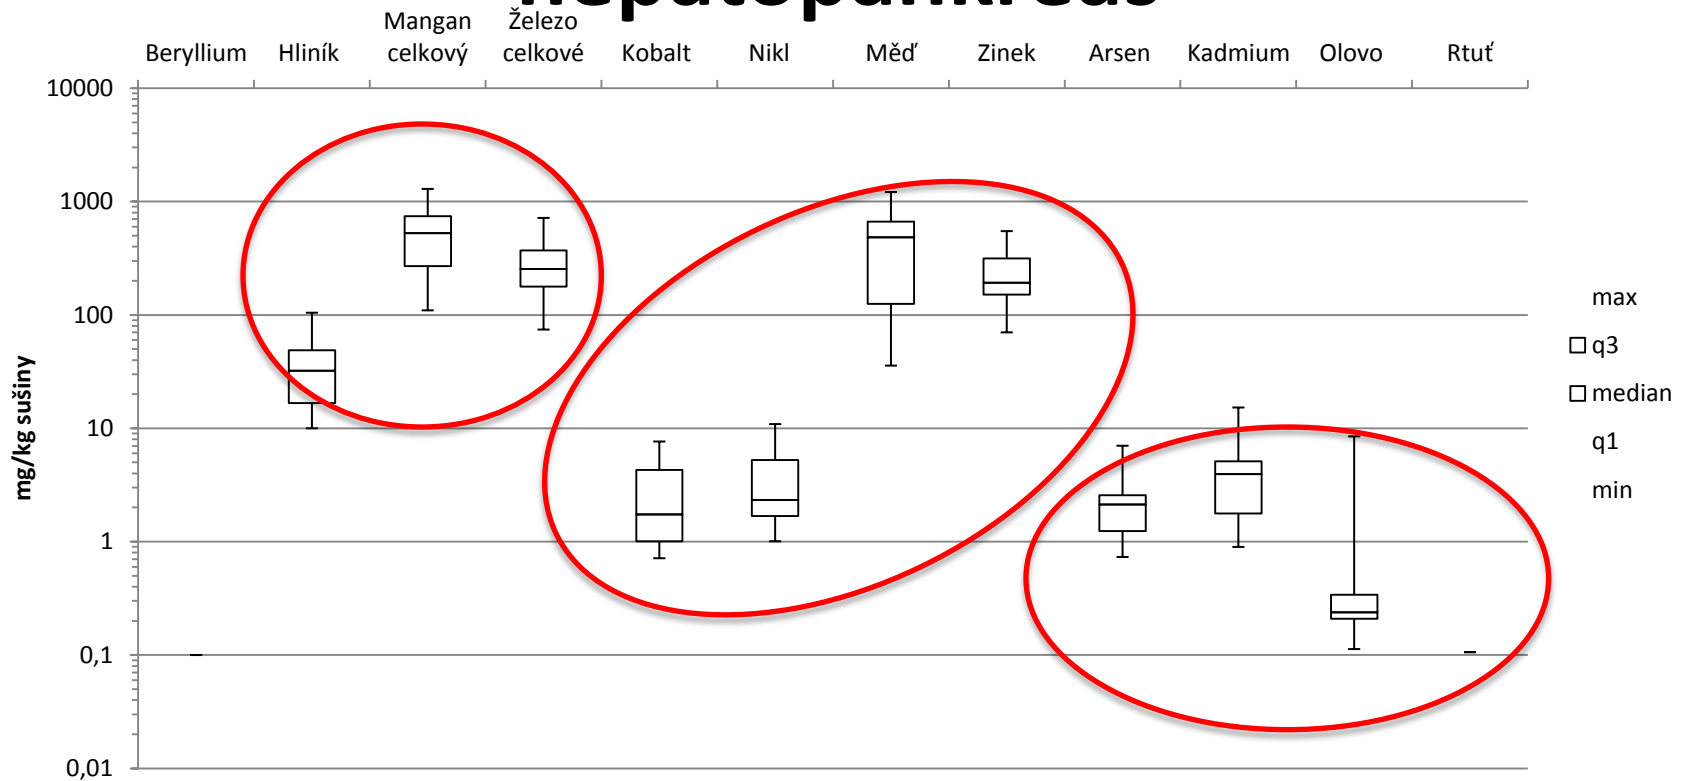 hepatopankreas
Beryllium
Hliník
Mangan
celkový
Železo
celkové
Kobalt
Nikl
Měď
Zinek
Arsen
Kadmium
Olovo
Rtuť
10000
1000
100
10
1
0,1
0,01
mg/kg sušiny
max
q3
median
q1
min